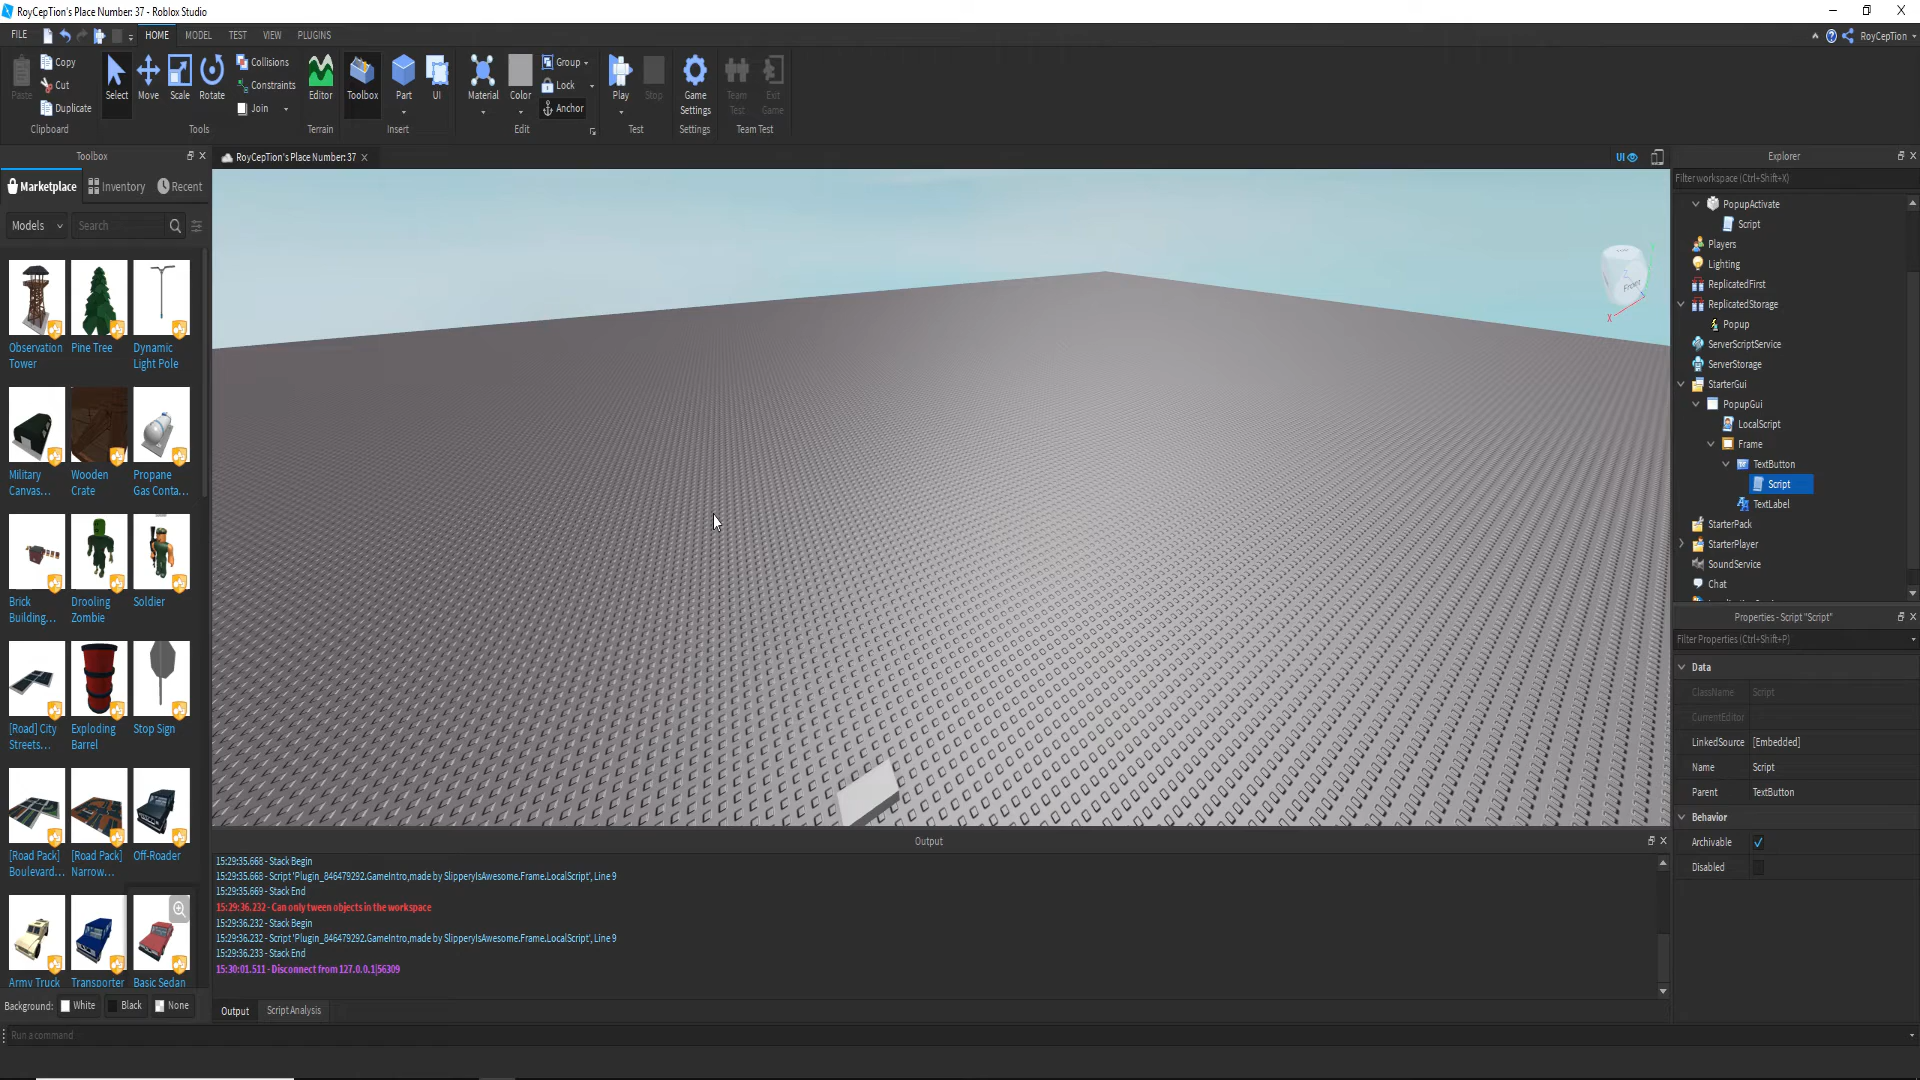 RoyCepTion's Place Number: 37 - Roblox Studio
FILE HOME MODEL TEST VIEW PLUGINS
RoyCepTion
Paste Copy Cut Duplicate
Select Move Scale Rotate
Collisions Constraints Join
Editor Toolbox Part UI
Material Color Group Lock Anchor
Play Stop Game Settings Team Test Exit Game
Clipboard Tools Terrain Insert Edit Test Settings Team Test
Toolbox
Marketplace Inventory Recent
Models Search
Observation Tower
Pine Tree
Dynamic Light Pole
Military Canvas...
Wooden Crate
Propane Gas Conta...
Brick Building...
Drooling Zombie
Soldier
[Road] City Streets...
Exploding Barrel
Stop Sign
[Road Pack] Boulevard...
[Road Pack] Narrow...
Off-Roader
Army Truck
Transporter
Basic Sedan
Background: White Black None
RoyCepTion's Place Number: 37
UI
Front
X
Output
15:29:35.668 - Stack Begin
15:29:35.668 - Script 'Plugin_846479292.GameIntro,made by SlipperyIsAwesome.Frame.LocalScript', Line 9
15:29:35.669 - Stack End
15:29:36.232 - Can only tween objects in the workspace
15:29:36.232 - Stack Begin
15:29:36.232 - Script 'Plugin_846479292.GameIntro,made by SlipperyIsAwesome.Frame.LocalScript', Line 9
15:29:36.233 - Stack End
15:30:01.511 - Disconnect from 127.0.0.1|56309
Output Script Analysis
Run a command
Explorer
Filter workspace (Ctrl+Shift+X)
PopupActivate
Script
Players
Lighting
ReplicatedFirst
ReplicatedStorage
Popup
ServerScriptService
ServerStorage
StarterGui
PopupGui
LocalScript
Frame
TextButton
Script
TextLabel
StarterPack
StarterPlayer
SoundService
Chat
Properties - Script "Script"
Filter Properties (Ctrl+Shift+P)
Data
ClassName Script
CurrentEditor
LinkedSource [Embedded]
Name Script
Parent TextButton
Behavior
Archivable
Disabled